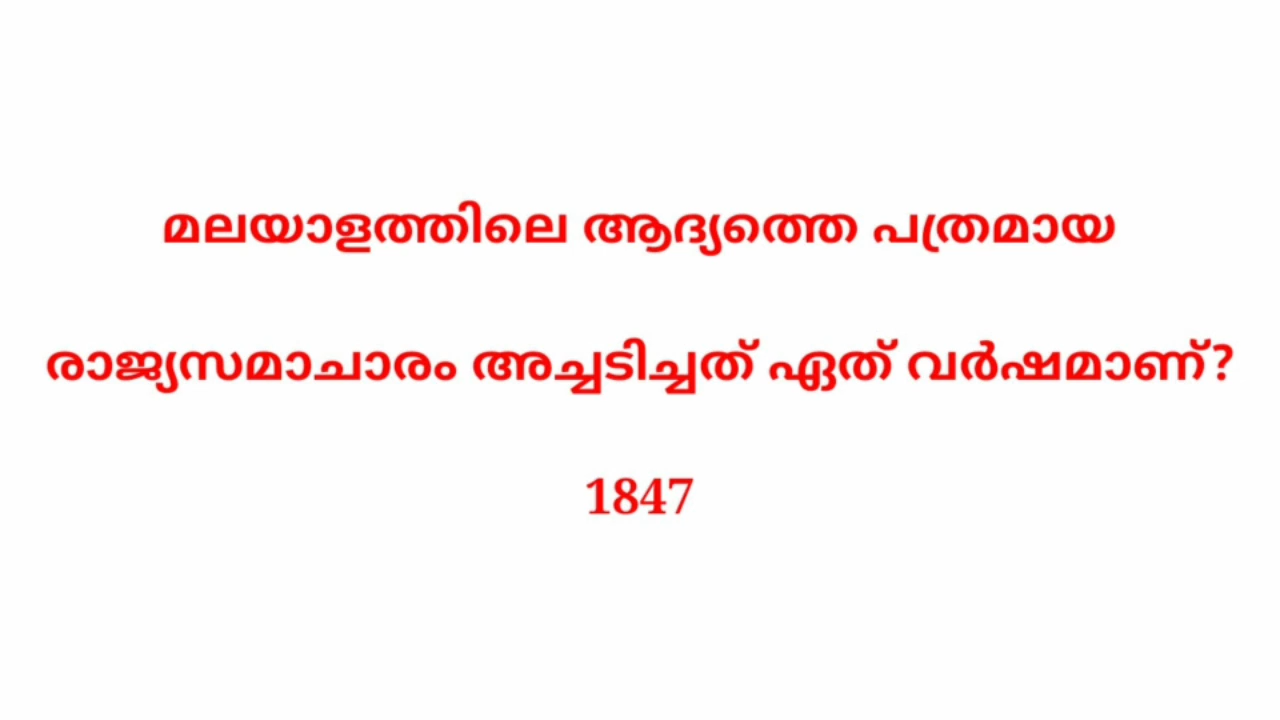 മലയാളത്തിലെ ആദ്യത്തെ പത്രമായ
രാജ്യസമാചാരം അച്ചടിച്ചത് ഏത് വർഷമാണ്?
1847